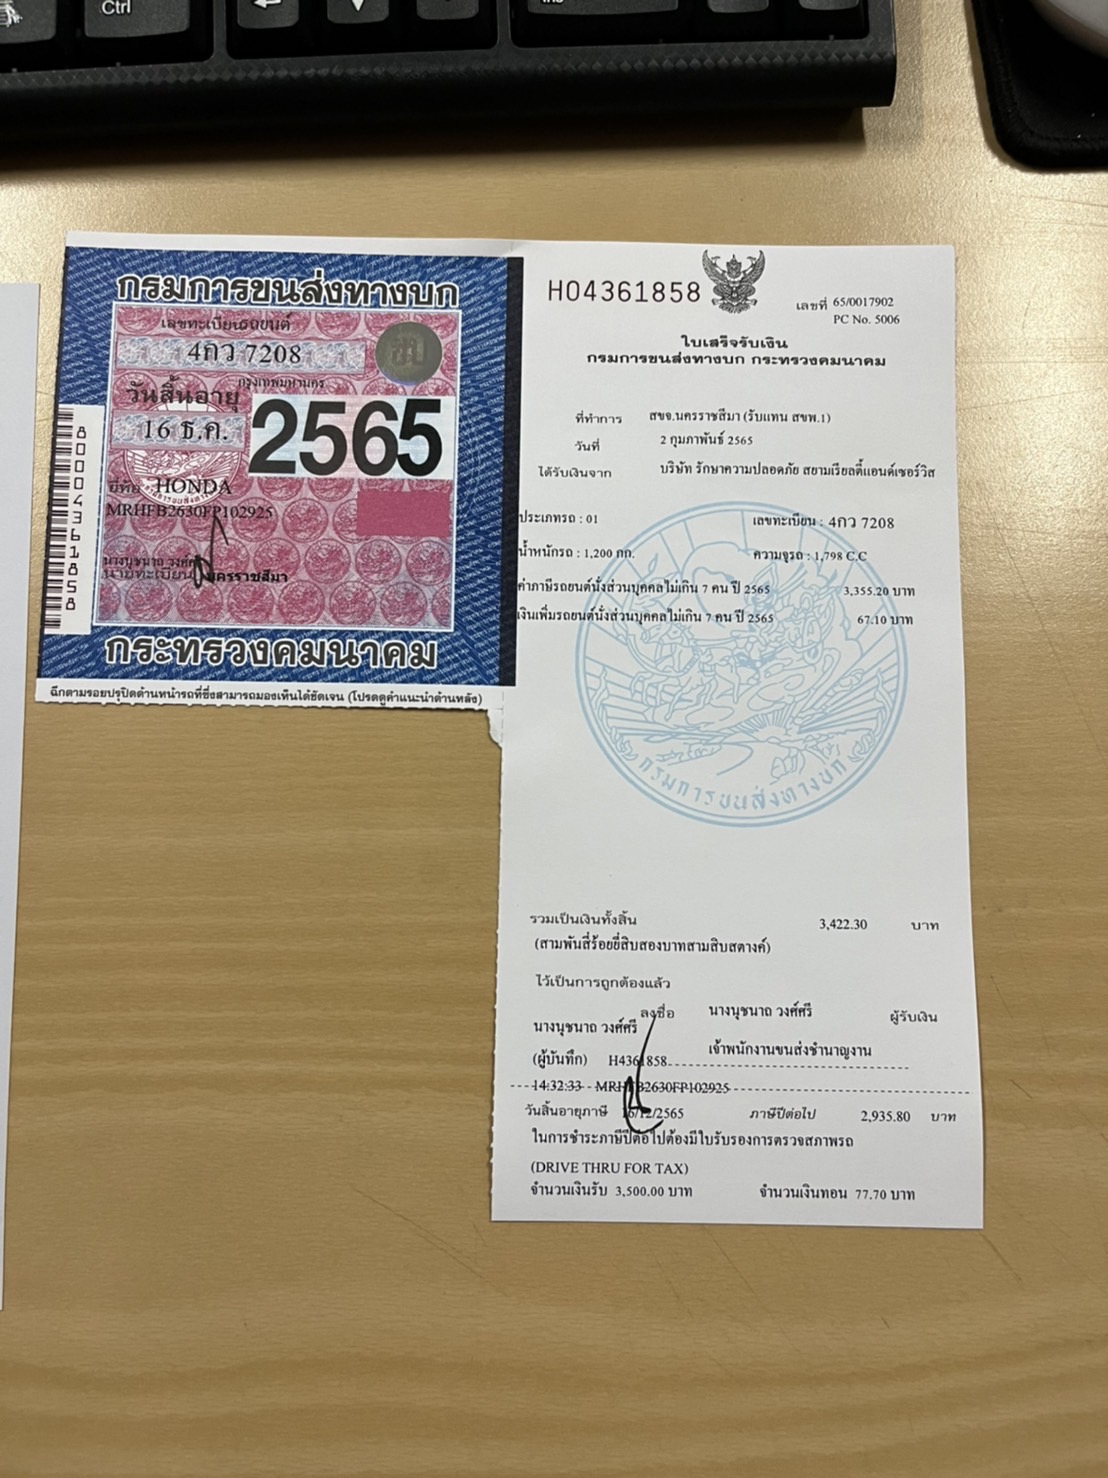 Ctrl
Ins
กรมการขนส่งทางบก
เลขทะเบียนรถยนต์
4กว 7208
กรุงเทพมหานคร
วันสิ้นอายุ
16 ธ.ค.
2565
ยี่ห้อ HONDA
MRHFB2630FP102925
นางนุชนาถ วงศ์ศรี
นายทะเบียน นครราชสีมา
80004361858
กระทรวงคมนาคม
ฉีกตามรอยปรุปิดด้านหน้ารถที่ซึ่งสามารถมองเห็นได้ชัดเจน (โปรดดูคำแนะนำด้านหลัง)
H04361858
เลขที่ 65/0017902
PC No. 5006
ใบเสร็จรับเงิน
กรมการขนส่งทางบก กระทรวงคมนาคม
ที่ทำการ สขจ.นครราชสีมา (รับแทน สขพ.1)
วันที่ 2 กุมภาพันธ์ 2565
ได้รับเงินจาก บริษัท รักษาความปลอดภัย สยามเรียลตี้แอนด์เซอร์วิส
ประเภทรถ : 01 เลขทะเบียน : 4กว 7208
น้ำหนักรถ : 1,200 กก. ความจุรถ : 1,798 C.C
ค่าภาษีรถยนต์นั่งส่วนบุคคลไม่เกิน 7 คน ปี 2565 3,355.20 บาท
เงินเพิ่มรถยนต์นั่งส่วนบุคคลไม่เกิน 7 คน ปี 2565 67.10 บาท
กรมการขนส่งทางบก
รวมเป็นเงินทั้งสิ้น 3,422.30 บาท
(สามพันสี่ร้อยยี่สิบสองบาทสามสิบสตางค์)
ไว้เป็นการถูกต้องแล้ว
ลงชื่อ นางนุชนาถ วงศ์ศรี ผู้รับเงิน
นางนุชนาถ วงศ์ศรี
เจ้าพนักงานขนส่งชำนาญงาน
(ผู้บันทึก) H4361858
14:32:33 MRHFB2630FP102925
วันสิ้นอายุภาษี 16/12/2565 ภาษีปีต่อไป 2,935.80 บาท
ในการชำระภาษีปีต่อไปต้องมีใบรับรองการตรวจสภาพรถ
(DRIVE THRU FOR TAX)
จำนวนเงินรับ 3,500.00 บาท จำนวนเงินทอน 77.70 บาท